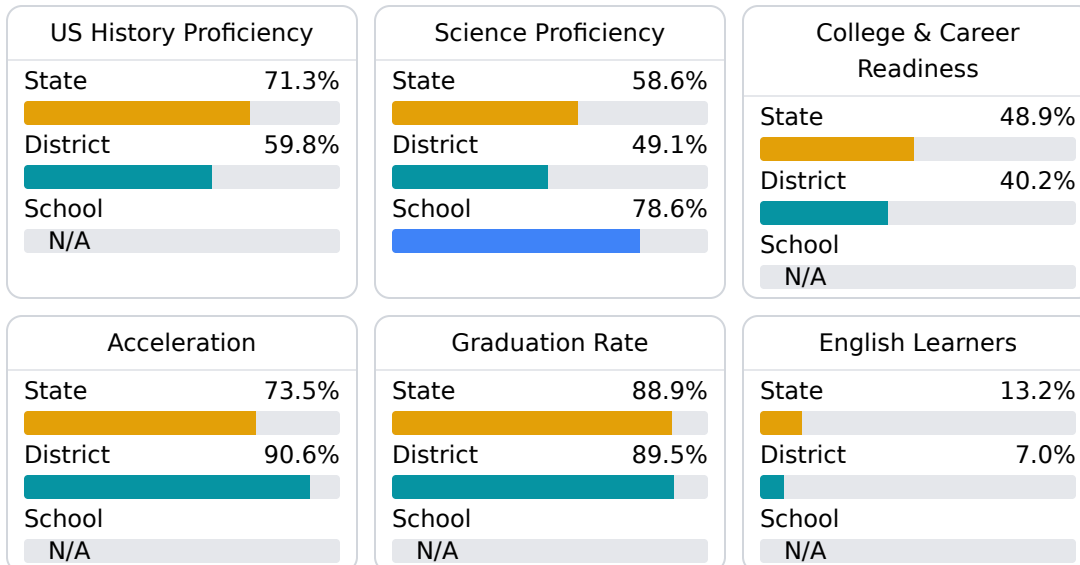 US History Proficiency
State 71.3%
District 59.8%
School
N/A
Science Proficiency
State 58.6%
District 49.1%
School 78.6%
College & Career
Readiness
State 48.9%
District 40.2%
School
N/A
Acceleration
State 73.5%
District 90.6%
School
N/A
Graduation Rate
State 88.9%
District 89.5%
School
N/A
English Learners
State 13.2%
District 7.0%
School
N/A